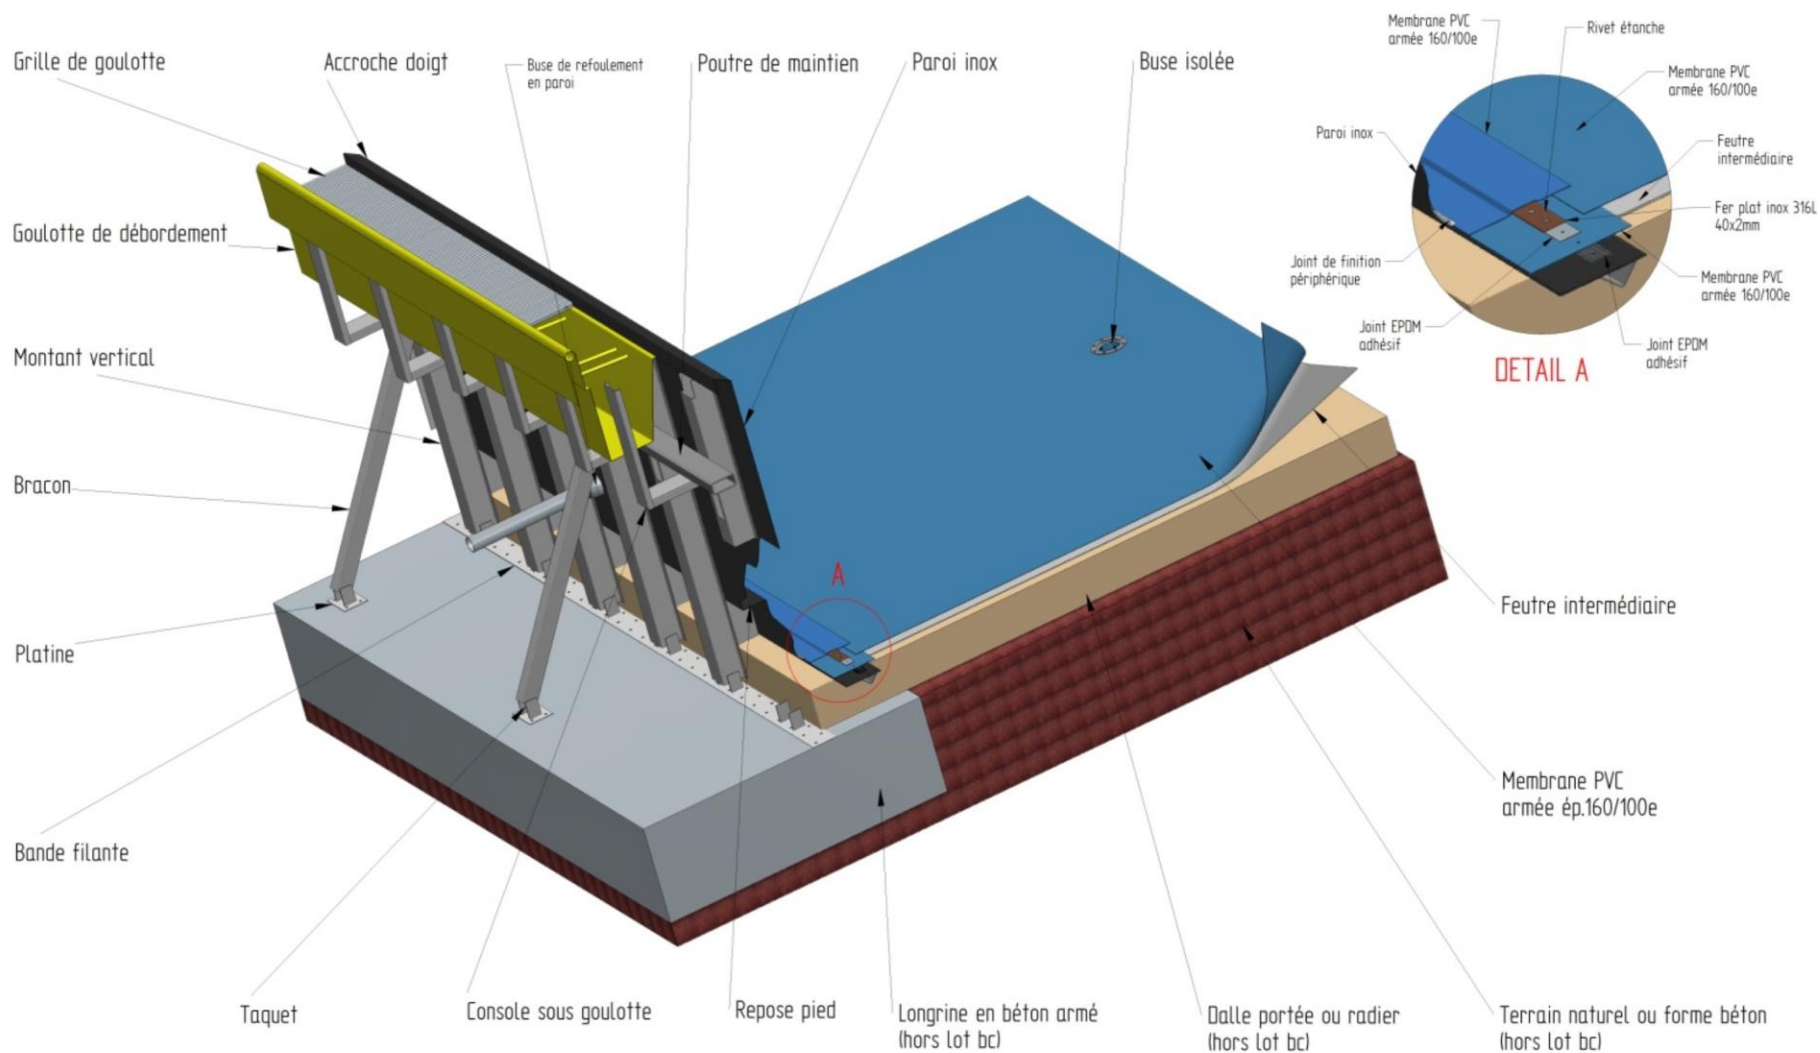 Grille de goulotte
Accroche doigt
Buse de refoulement
en paroi
Poutre de maintien
Paroi inox
Buse isolée
Membrane PVC
armée 160/100e
Rivet étanche
Membrane PVC
armée 160/100e
Paroi inox
Feutre
intermédiaire
Fer plat inox 316L
40x2mm
Joint de finition
périphérique
Membrane PVC
armée 160/100e
Joint EPDM
adhésif
Joint EPDM
adhésif
DETAIL A
Goulotte de débordement
Montant vertical
Bracon
Platine
Bande filante
A
Feutre intermédiaire
Membrane PVC
armée ép.160/100e
Taquet
Console sous goulotte
Repose pied
Longrine en béton armé
(hors lot bc)
Dalle portée ou radier
(hors lot bc)
Terrain naturel ou forme béton
(hors lot bc)